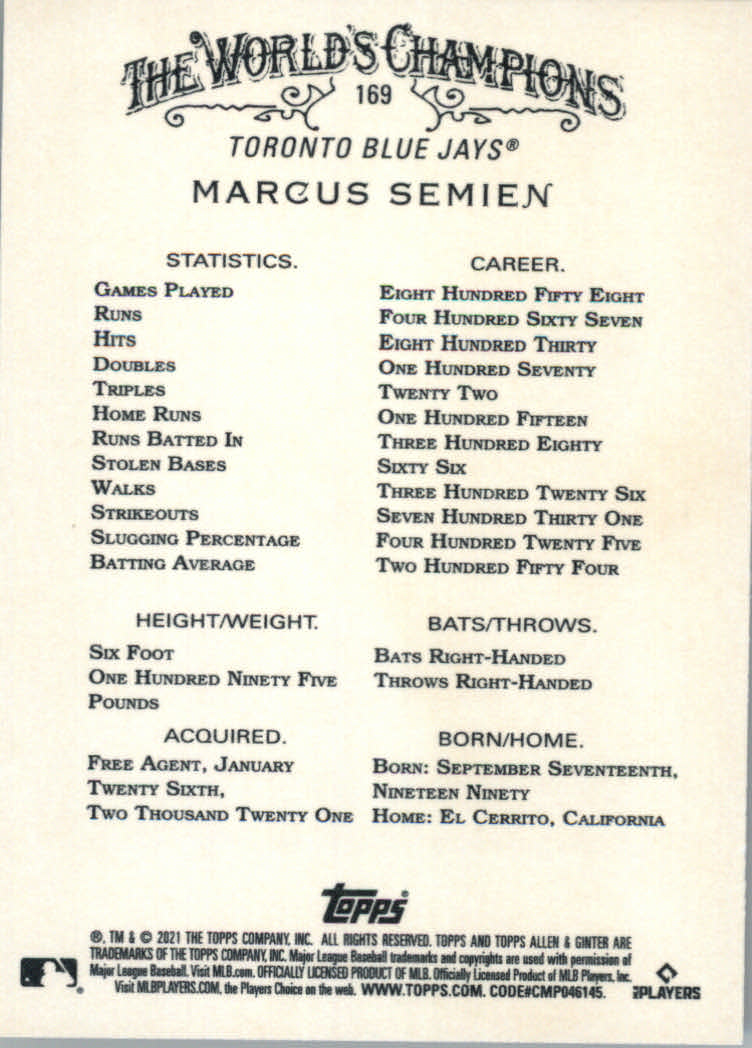 THE WORLD'S CHAMPIONS
169
TORONTO BLUE JAYS®
MARCUS SEMIEN
STATISTICS.
GAMES PLAYED
RUNS
HITS
DOUBLES
TRIPLES
HOME RUNS
RUNS BATTED IN
STOLEN BASES
WALKS
STRIKEOUTS
SLUGGING PERCENTAGE
BATTING AVERAGE
CAREER.
EIGHT HUNDRED FIFTY EIGHT
FOUR HUNDRED SIXTY SEVEN
EIGHT HUNDRED THIRTY
ONE HUNDRED SEVENTY
TWENTY TWO
ONE HUNDRED FIFTEEN
THREE HUNDRED EIGHTY
SIXTY SIX
THREE HUNDRED TWENTY SIX
SEVEN HUNDRED THIRTY ONE
FOUR HUNDRED TWENTY FIVE
TWO HUNDRED FIFTY FOUR
HEIGHT/WEIGHT.
SIX FOOT
ONE HUNDRED NINETY FIVE
POUNDS
BATS/THROWS.
BATS RIGHT-HANDED
THROWS RIGHT-HANDED
ACQUIRED.
FREE AGENT, JANUARY
TWENTY SIXTH,
TWO THOUSAND TWENTY ONE
BORN/HOME.
BORN: SEPTEMBER SEVENTEENTH,
NINETEEN NINETY
HOME: EL CERRITO, CALIFORNIA
Topps®
®, TM & © 2021 THE TOPPS COMPANY, INC. ALL RIGHTS RESERVED. TOPPS AND TOPPS ALLEN & GINTER ARE
TRADEMARKS OF THE TOPPS COMPANY, INC. Major League Baseball trademarks and copyrights are used with permission of
Major League Baseball. Visit MLB.com. OFFICIALLY LICENSED PRODUCT OF MLB. Officially Licensed Product of MLB Players, Inc.
Visit MLBPLAYERS.COM, the Players Choice on the web. WWW.TOPPS.COM. CODE#CMP046145.
PLAYERS